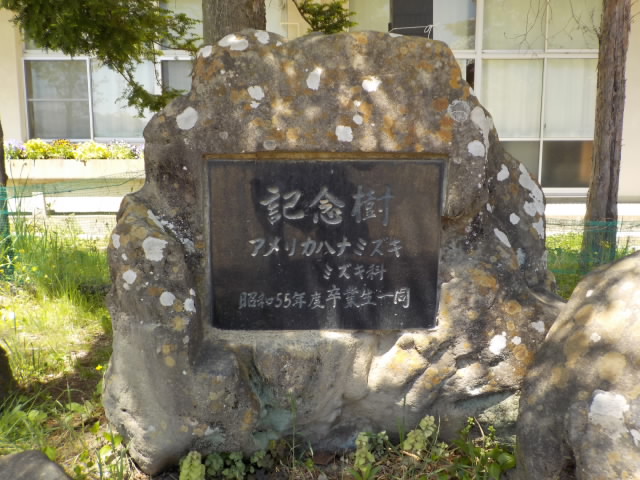 記念樹
アメリカハナミズキ
ミズキ科
昭和55年度卒業生一同